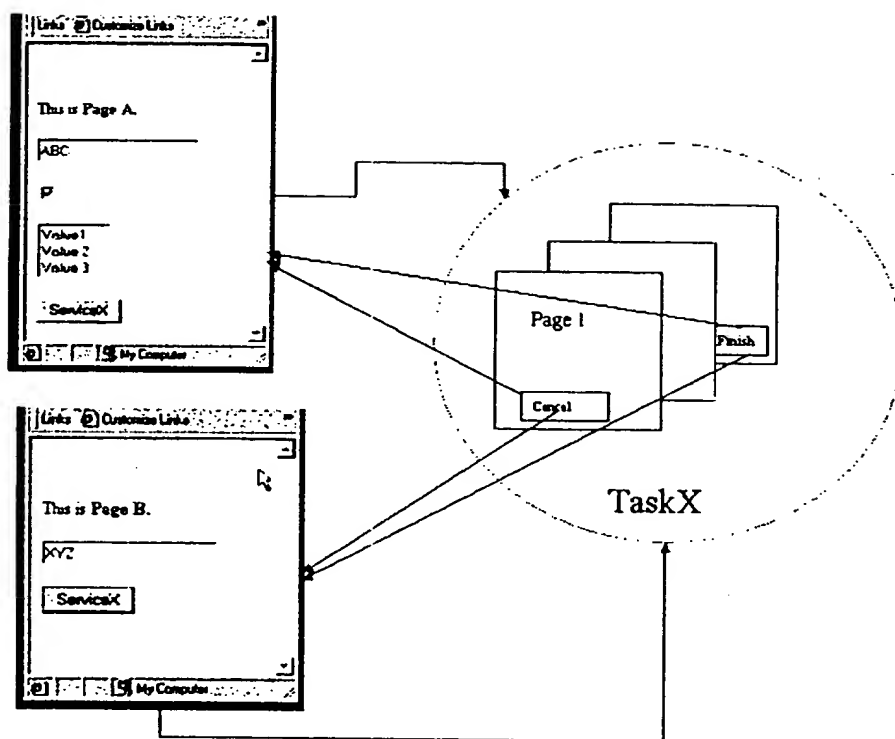 Links Customize Links »
This is Page A.
ABC
Value1
Value 2
Value 3
ServiceX
My Computer
Page 1
Finish
Cancel
TaskX
Links Customize Links »
This is Page B.
XYZ
ServiceX
My Computer